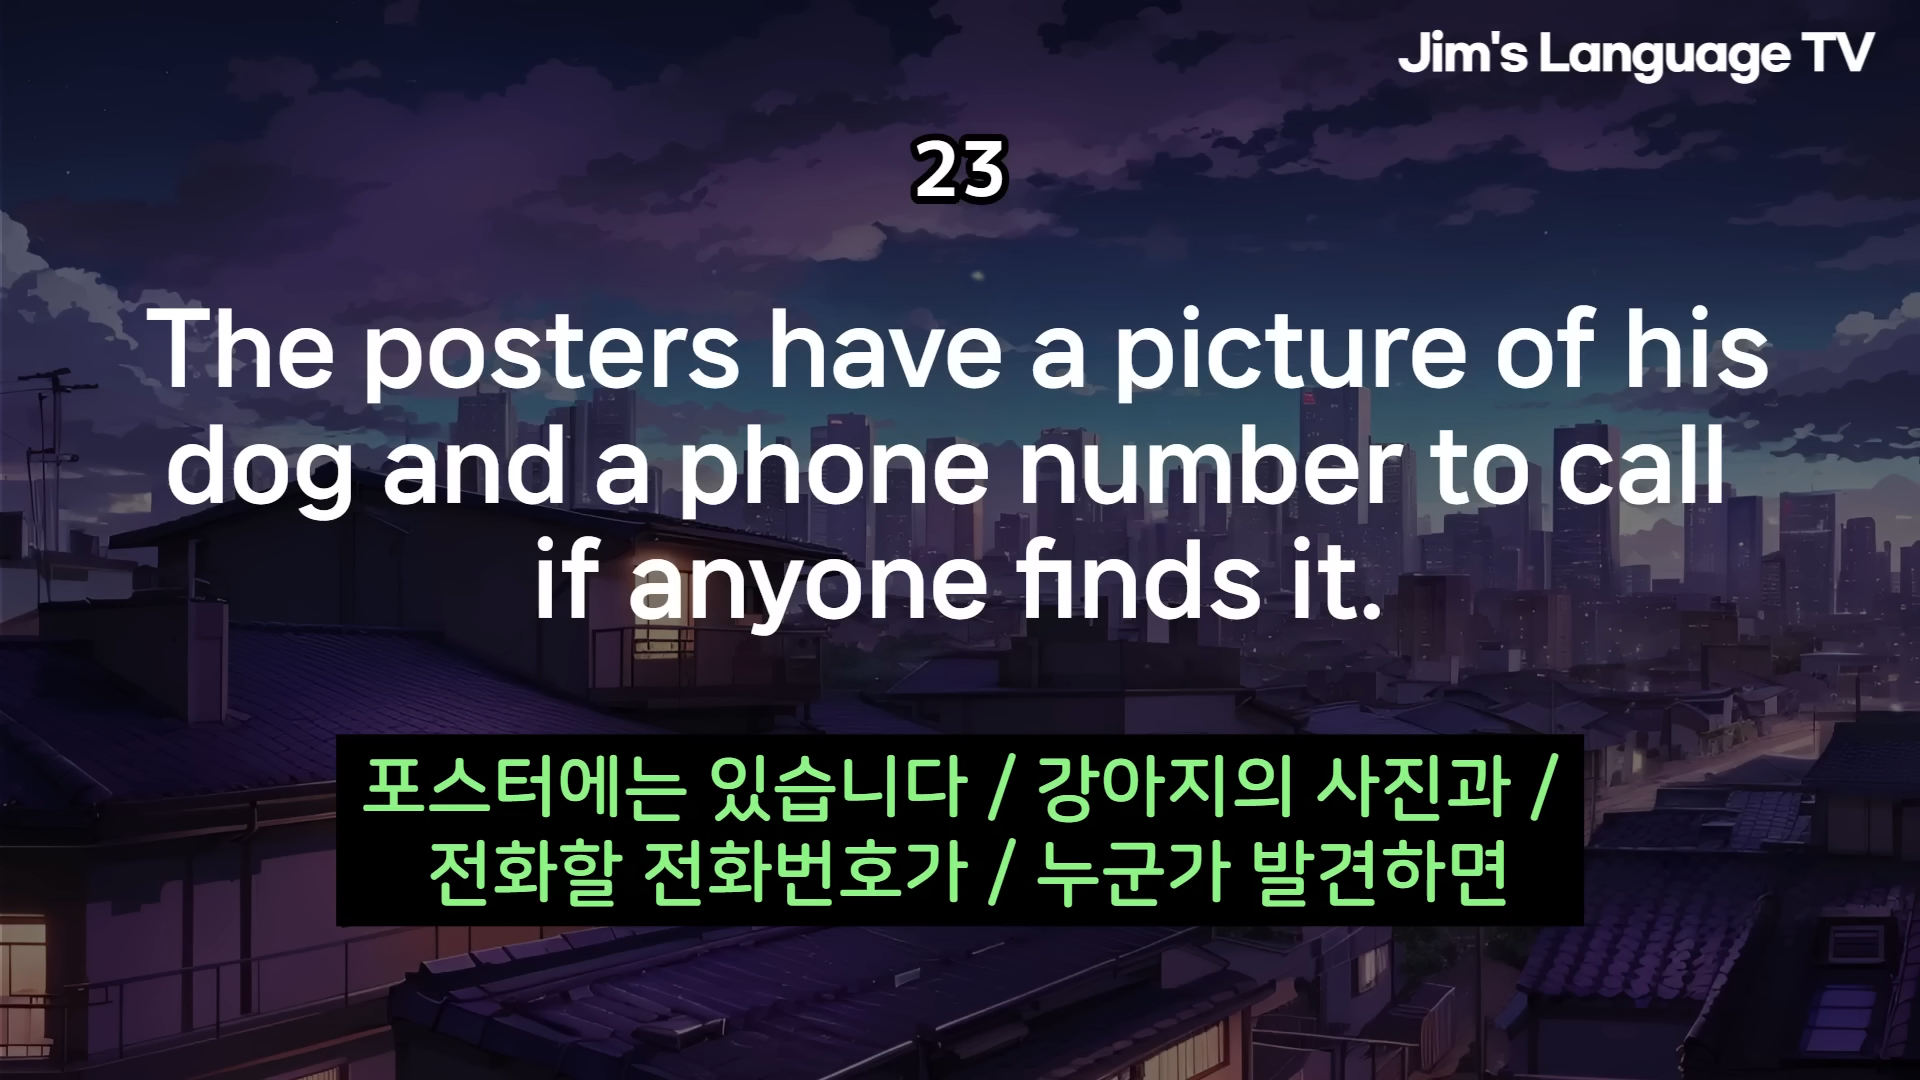 Jim's Language TV
23
The posters have a picture of his
dog and a phone number to call
if anyone finds it.
포스터에는 있습니다 / 강아지의 사진과 /
전화할 전화번호가 / 누군가 발견하면